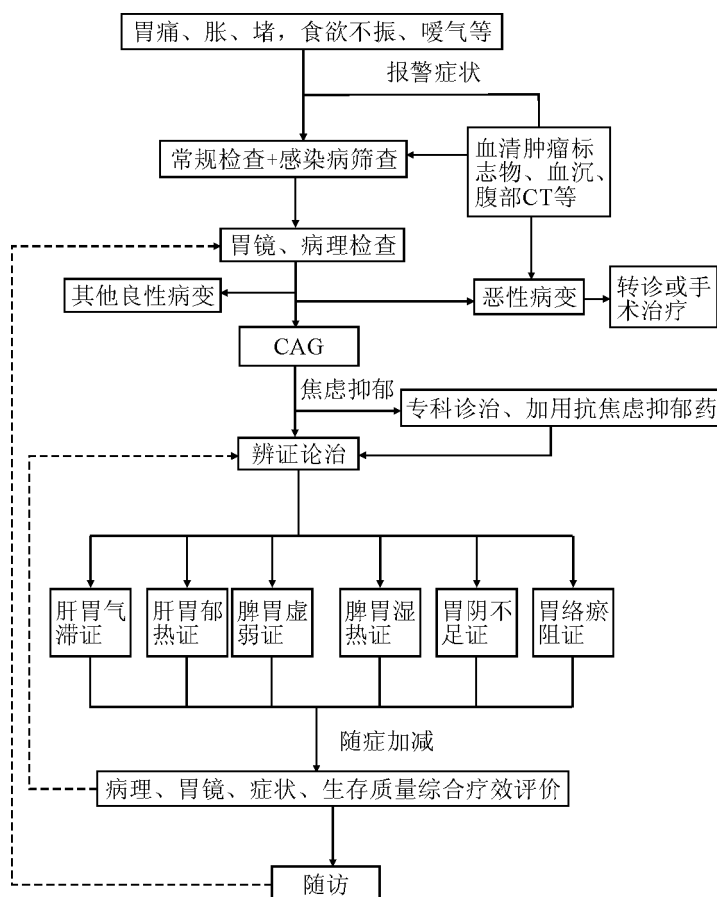 胃痛、胀、堵，食欲不振、嗳气等
报警症状
常规检查+感染病筛查
血清肿瘤标
志物、血沉、
腹部CT等
胃镜、病理检查
其他良性病变
恶性病变
转诊或手
术治疗
CAG
焦虑抑郁
专科诊治、加用抗焦虑抑郁药
辨证论治
肝胃气
滞证
肝胃郁
热证
脾胃虚
弱证
脾胃湿
热证
胃阴不
足证
胃络瘀
阻证
随症加减
病理、胃镜、症状、生存质量综合疗效评价
随访